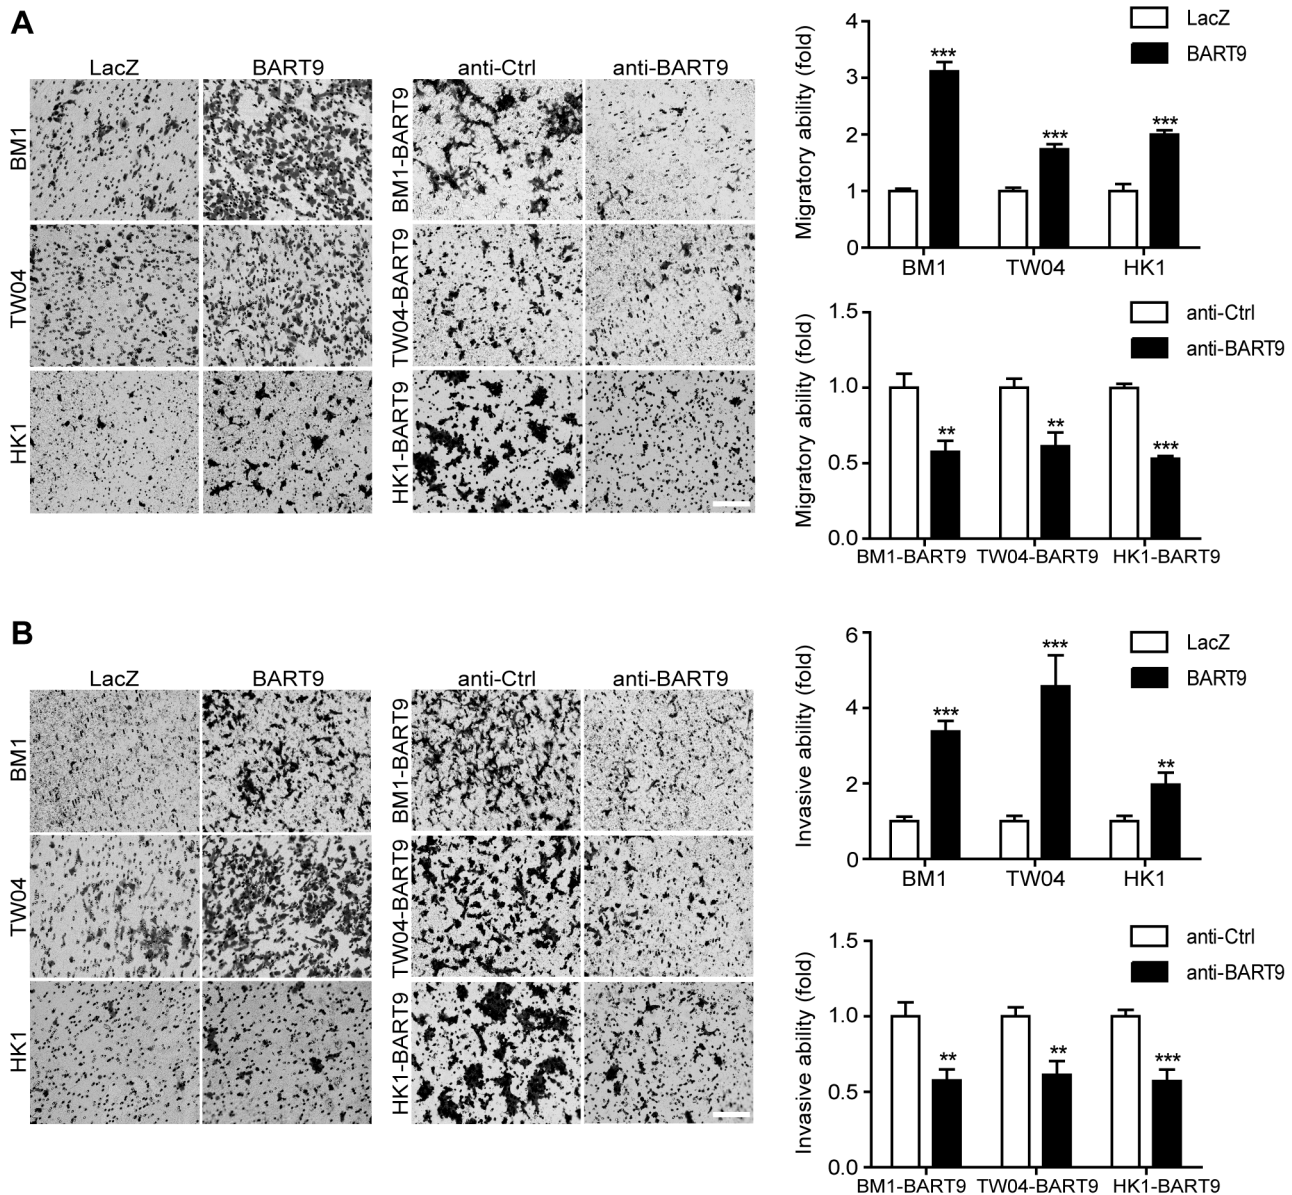 A
LacZ BART9 anti-Ctrl anti-BART9
BM1
TW04
HK1
BM1-BART9
TW04-BART9
HK1-BART9
Migratory ability (fold)
4
3
2
1
0
LacZ
BART9
*** *** ***
BM1 TW04 HK1
Migratory ability (fold)
1.5
1.0
0.5
0.0
anti-Ctrl
anti-BART9
** ** ***
BM1-BART9 TW04-BART9 HK1-BART9
B
LacZ BART9 anti-Ctrl anti-BART9
BM1
TW04
HK1
BM1-BART9
TW04-BART9
HK1-BART9
Invasive ability (fold)
6
4
2
0
LacZ
BART9
*** *** **
BM1 TW04 HK1
Invasive ability (fold)
1.5
1.0
0.5
0.0
anti-Ctrl
anti-BART9
** ** ***
BM1-BART9 TW04-BART9 HK1-BART9